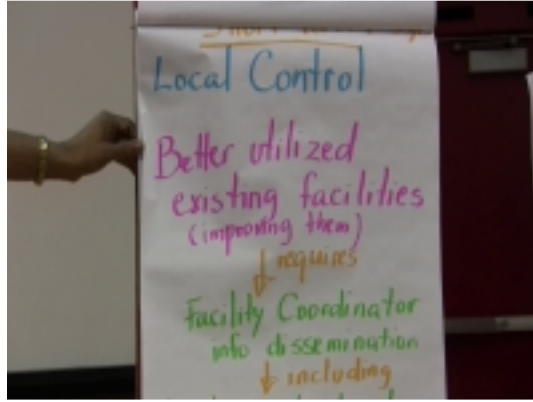 Local Control
Better utilized
existing facilities
(improving them)
↓ requires
Facility Coordinator
info dissemination
↓ including